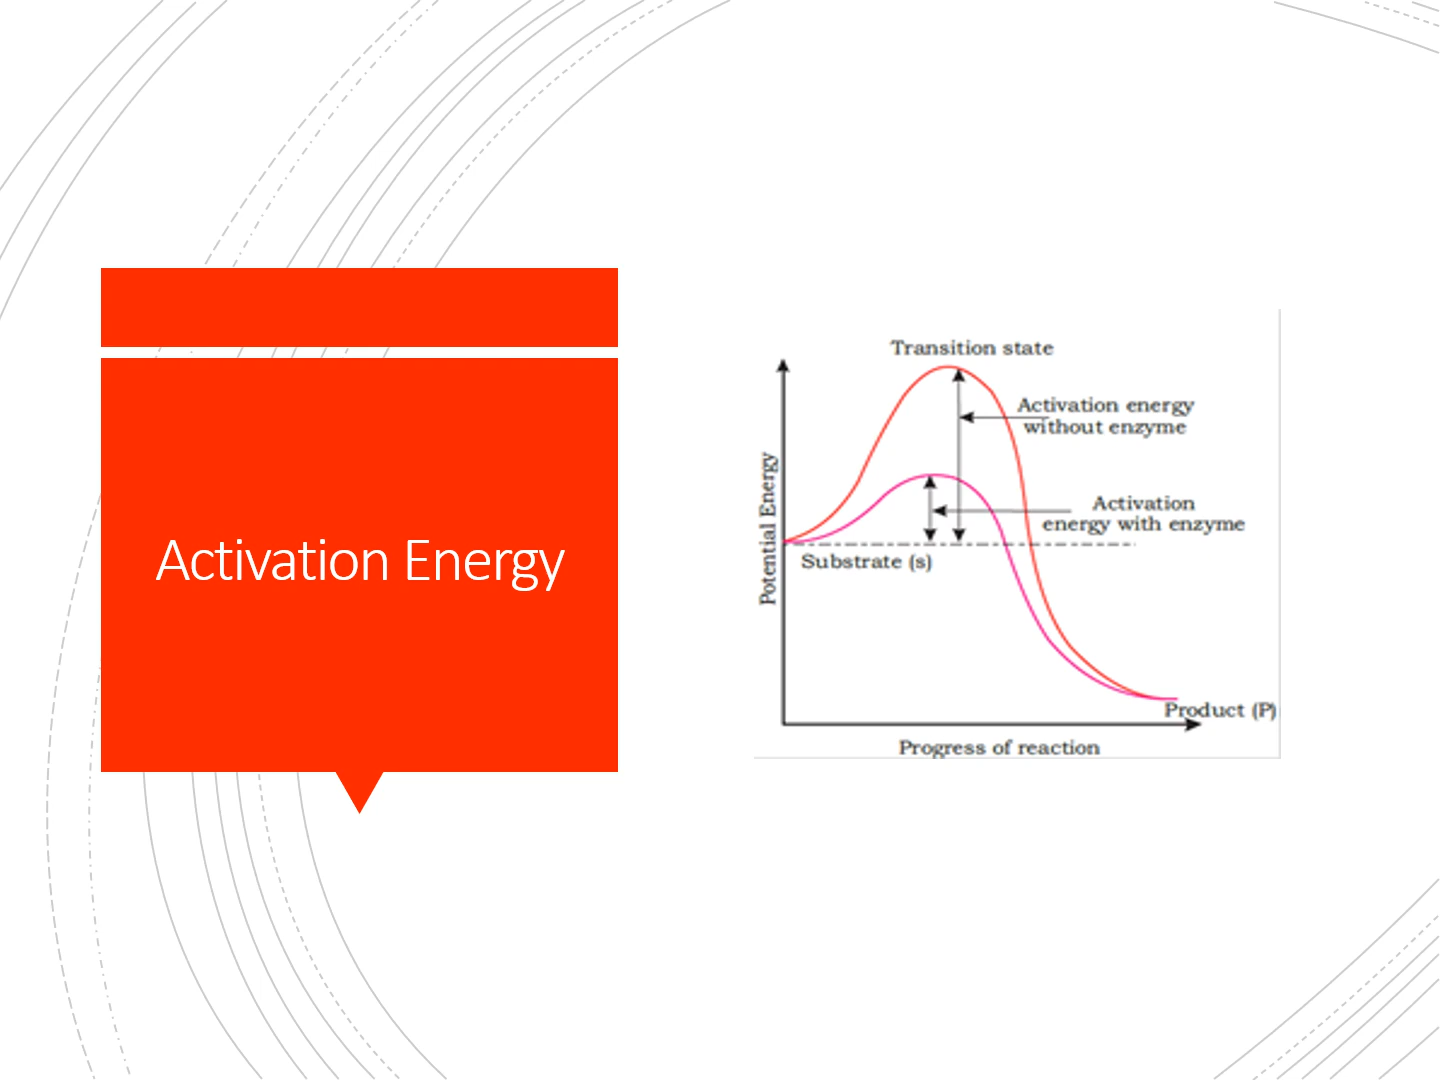 Activation Energy
Transition state
Activation energy
without enzyme
Activation
energy with enzyme
Potential Energy
Substrate (s)
Product (P)
Progress of reaction